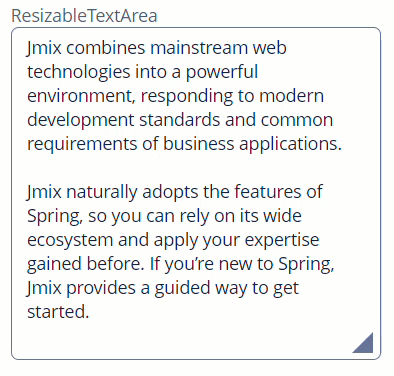 ResizableTextArea
Jmix combines mainstream web
technologies into a powerful
environment, responding to modern
development standards and common
requirements of business applications.
Jmix naturally adopts the features of
Spring, so you can rely on its wide
ecosystem and apply your expertise
gained before. If you’re new to Spring,
Jmix provides a guided way to get
started.